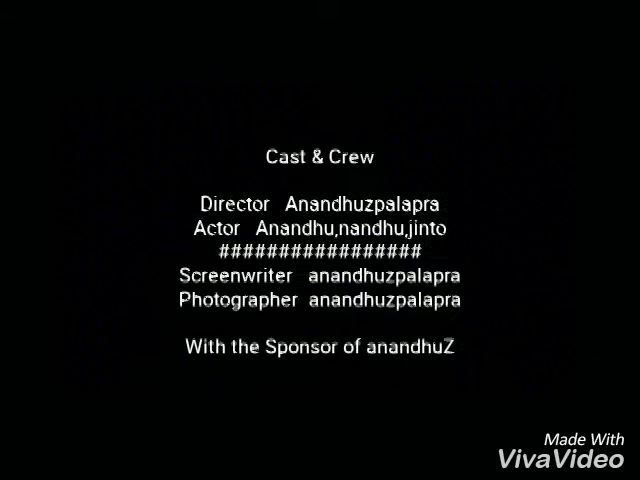 Cast & Crew
Director Anandhuzpalapra
Actor Anandhu,nandhu,jinto
#################
Screenwriter anandhuzpalapra
Photographer anandhuzpalapra
With the Sponsor of anandhuZ
Made With
VivaVideo